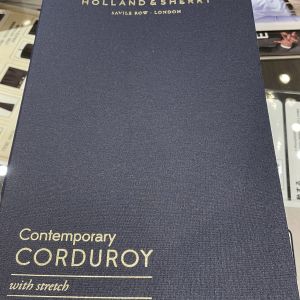 HOLLAND & SHERRY
SAVILE ROW · LONDON
Contemporary
CORDUROY
with stretch